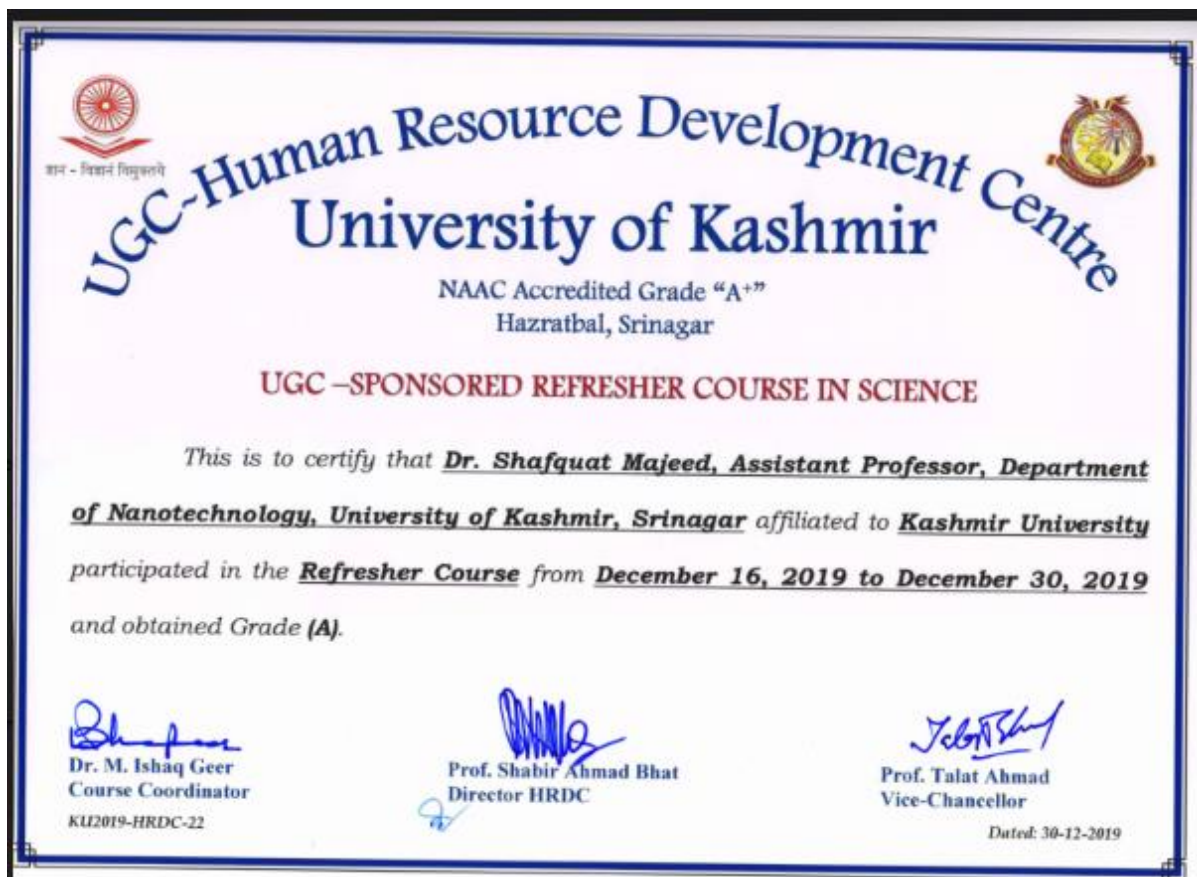 UGC-Human Resource Development Centre
ज्ञान - विज्ञानं विमुक्तये
University of Kashmir
NAAC Accredited Grade “A+”
Hazratbal, Srinagar
UGC –SPONSORED REFRESHER COURSE IN SCIENCE
This is to certify that Dr. Shafquat Majeed, Assistant Professor, Department
of Nanotechnology, University of Kashmir, Srinagar affiliated to Kashmir University
participated in the Refresher Course from December 16, 2019 to December 30, 2019
and obtained Grade (A).
Dr. M. Ishaq Geer
Course Coordinator
KU2019-HRDC-22
Prof. Shabir Ahmad Bhat
Director HRDC
Prof. Talat Ahmad
Vice-Chancellor
Dated: 30-12-2019